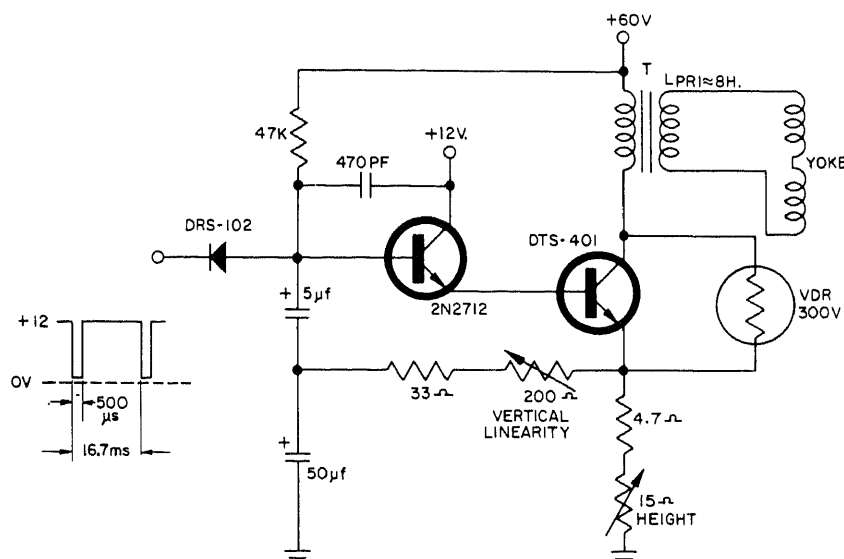 +60V
T
LPRI≈8H.
47K
470PF
+12V.
YOKE
DRS-102
DTS-401
+
5μf
2N2712
VDR
300V
+12
0V
500
μs
16.7ms
33Ω
200Ω
VERTICAL
LINEARITY
4.7Ω
+
50μf
15Ω
HEIGHT